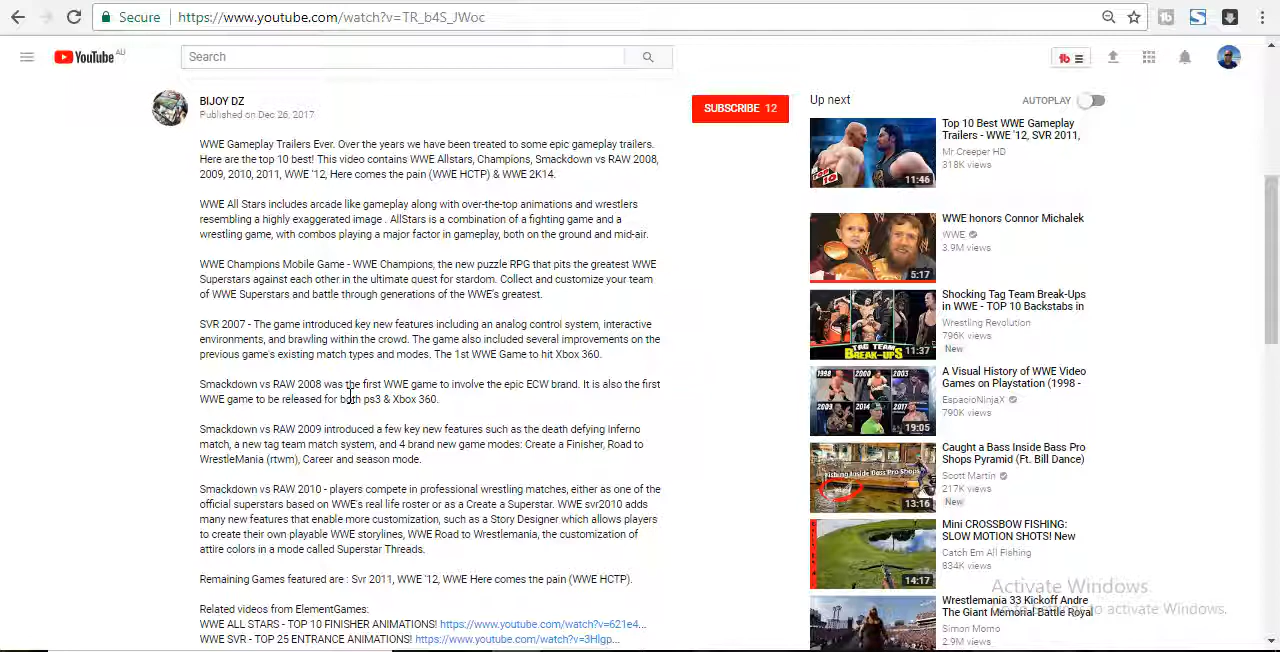 Secure https://www.youtube.com/watch?v=TR_b4S_JWoc
YouTube AU
Search
BIJOY DZ
Published on Dec 26, 2017
SUBSCRIBE 12
WWE Gameplay Trailers Ever. Over the years we have been treated to some epic gameplay trailers.
Here are the top 10 best! This video contains WWE Allstars, Champions, Smackdown vs RAW 2008,
2009, 2010, 2011, WWE '12, Here comes the pain (WWE HCTP) & WWE 2K14.
WWE All Stars includes arcade like gameplay along with over-the-top animations and wrestlers
resembling a highly exaggerated image . AllStars is a combination of a fighting game and a
wrestling game, with combos playing a major factor in gameplay, both on the ground and mid-air.
WWE Champions Mobile Game - WWE Champions, the new puzzle RPG that pits the greatest WWE
Superstars against each other in the ultimate quest for stardom. Collect and customize your team
of WWE Superstars and battle through generations of the WWE's greatest.
SVR 2007 - The game introduced key new features including an analog control system, interactive
environments, and brawling within the crowd. The game also included several improvements on the
previous game's existing match types and modes. The 1st WWE Game to hit Xbox 360.
Smackdown vs RAW 2008 was the first WWE game to involve the epic ECW brand. It is also the first
WWE game to be released for both ps3 & Xbox 360.
Smackdown vs RAW 2009 introduced a few key new features such as the death defying Inferno
match, a new tag team match system, and 4 brand new game modes: Create a Finisher, Road to
WrestleMania (rtwm), Career and season mode.
Smackdown vs RAW 2010 - players compete in professional wrestling matches, either as one of the
official superstars based on WWE's real life roster or as a Create a Superstar. WWE svr2010 adds
many new features that enable more customization, such as a Story Designer which allows players
to create their own playable WWE storylines, WWE Road to Wrestlemania, the customization of
attire colors in a mode called Superstar Threads.
Remaining Games featured are : Svr 2011, WWE '12, WWE Here comes the pain (WWE HCTP).
Related videos from ElementGames:
WWE ALL STARS - TOP 10 FINISHER ANIMATIONS! https://www.youtube.com/watch?v=621e4...
WWE SVR - TOP 25 ENTRANCE ANIMATIONS! https://www.youtube.com/watch?v=3Hlgp...
Up next
AUTOPLAY
TOP 10
11:46
Top 10 Best WWE Gameplay
Trailers - WWE '12, SVR 2011,
Mr.Creeper HD
318K views
5:17
WWE honors Connor Michalek
WWE
3.9M views
TAG TEAM
BREAK-UPS
11:37
Shocking Tag Team Break-Ups
in WWE - TOP 10 Backstabs in
Wrestling Revolution
796K views
New
1998 2000 2003
2009 2014 2017
19:05
A Visual History of WWE Video
Games on Playstation (1998 -
EspacioNinjaX
790K views
Fishing Inside Bass Pro Shops
13:16
Caught a Bass Inside Bass Pro
Shops Pyramid (Ft. Bill Dance)
Scott Martin
217K views
New
14:17
Mini CROSSBOW FISHING:
SLOW MOTION SHOTS! New
Catch Em All Fishing
834K views
Wrestlemania 33 Kickoff Andre
The Giant Memorial Battle Royal
Simon Morno
2.9M views
Activate Windows
to activate Windows.